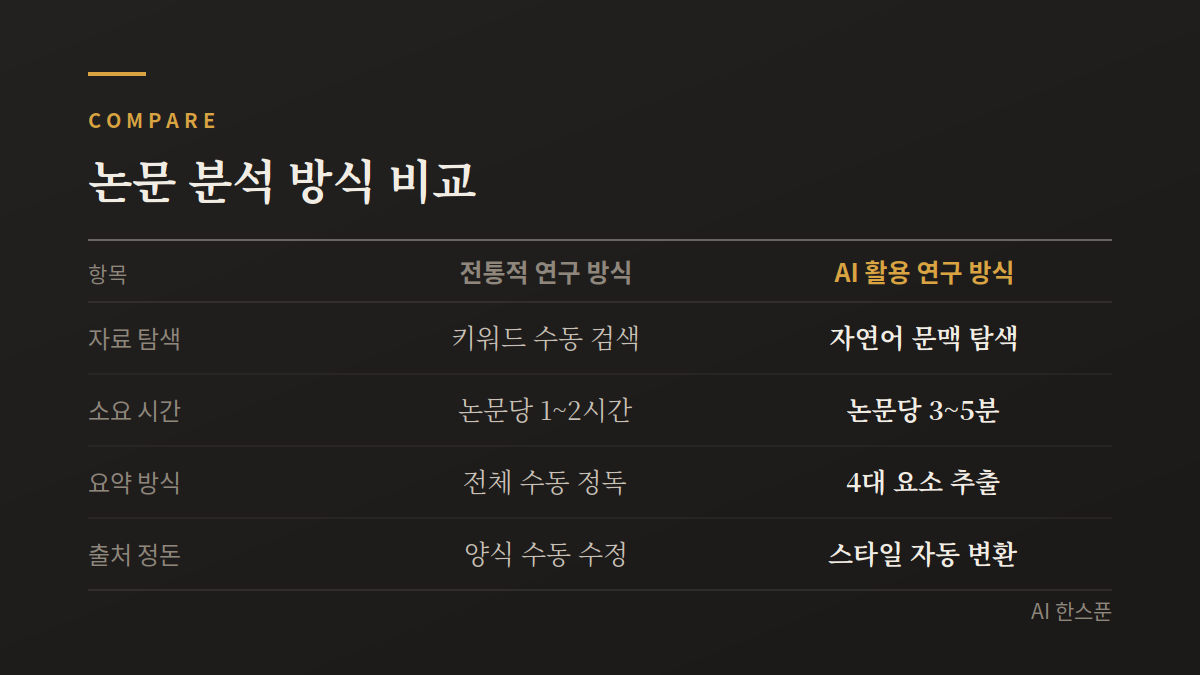 COMPARE
논문 분석 방식 비교
항목 전통적 연구 방식 AI 활용 연구 방식
자료 탐색 키워드 수동 검색 자연어 문맥 탐색
소요 시간 논문당 1~2시간 논문당 3~5분
요약 방식 전체 수동 정독 4대 요소 추출
출처 정돈 양식 수동 수정 스타일 자동 변환
AI 한스푼